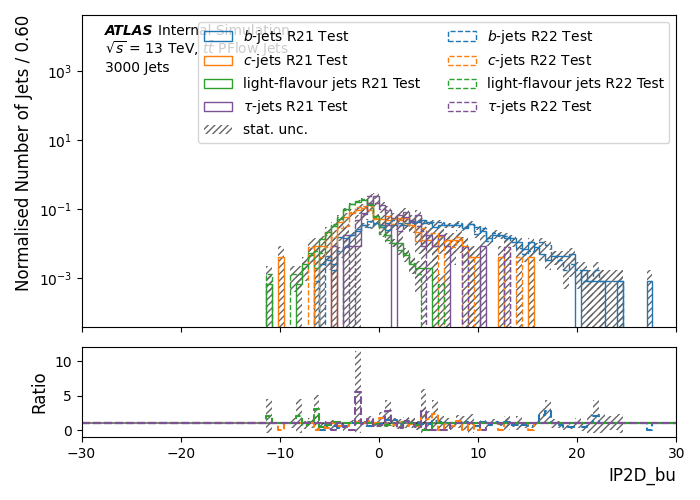 ATLAS Internal Simulation
√s = 13 TeV, tt̄ PFlow Jets
3000 Jets
b-jets R21 Test
c-jets R21 Test
light-flavour jets R21 Test
τ-jets R21 Test
stat. unc.
b-jets R22 Test
c-jets R22 Test
light-flavour jets R22 Test
τ-jets R22 Test
Normalised Number of Jets / 0.60
10³
10¹
10⁻¹
10⁻³
Ratio
10
5
0
−30 −20 −10 0 10 20 30
IP2D_bu